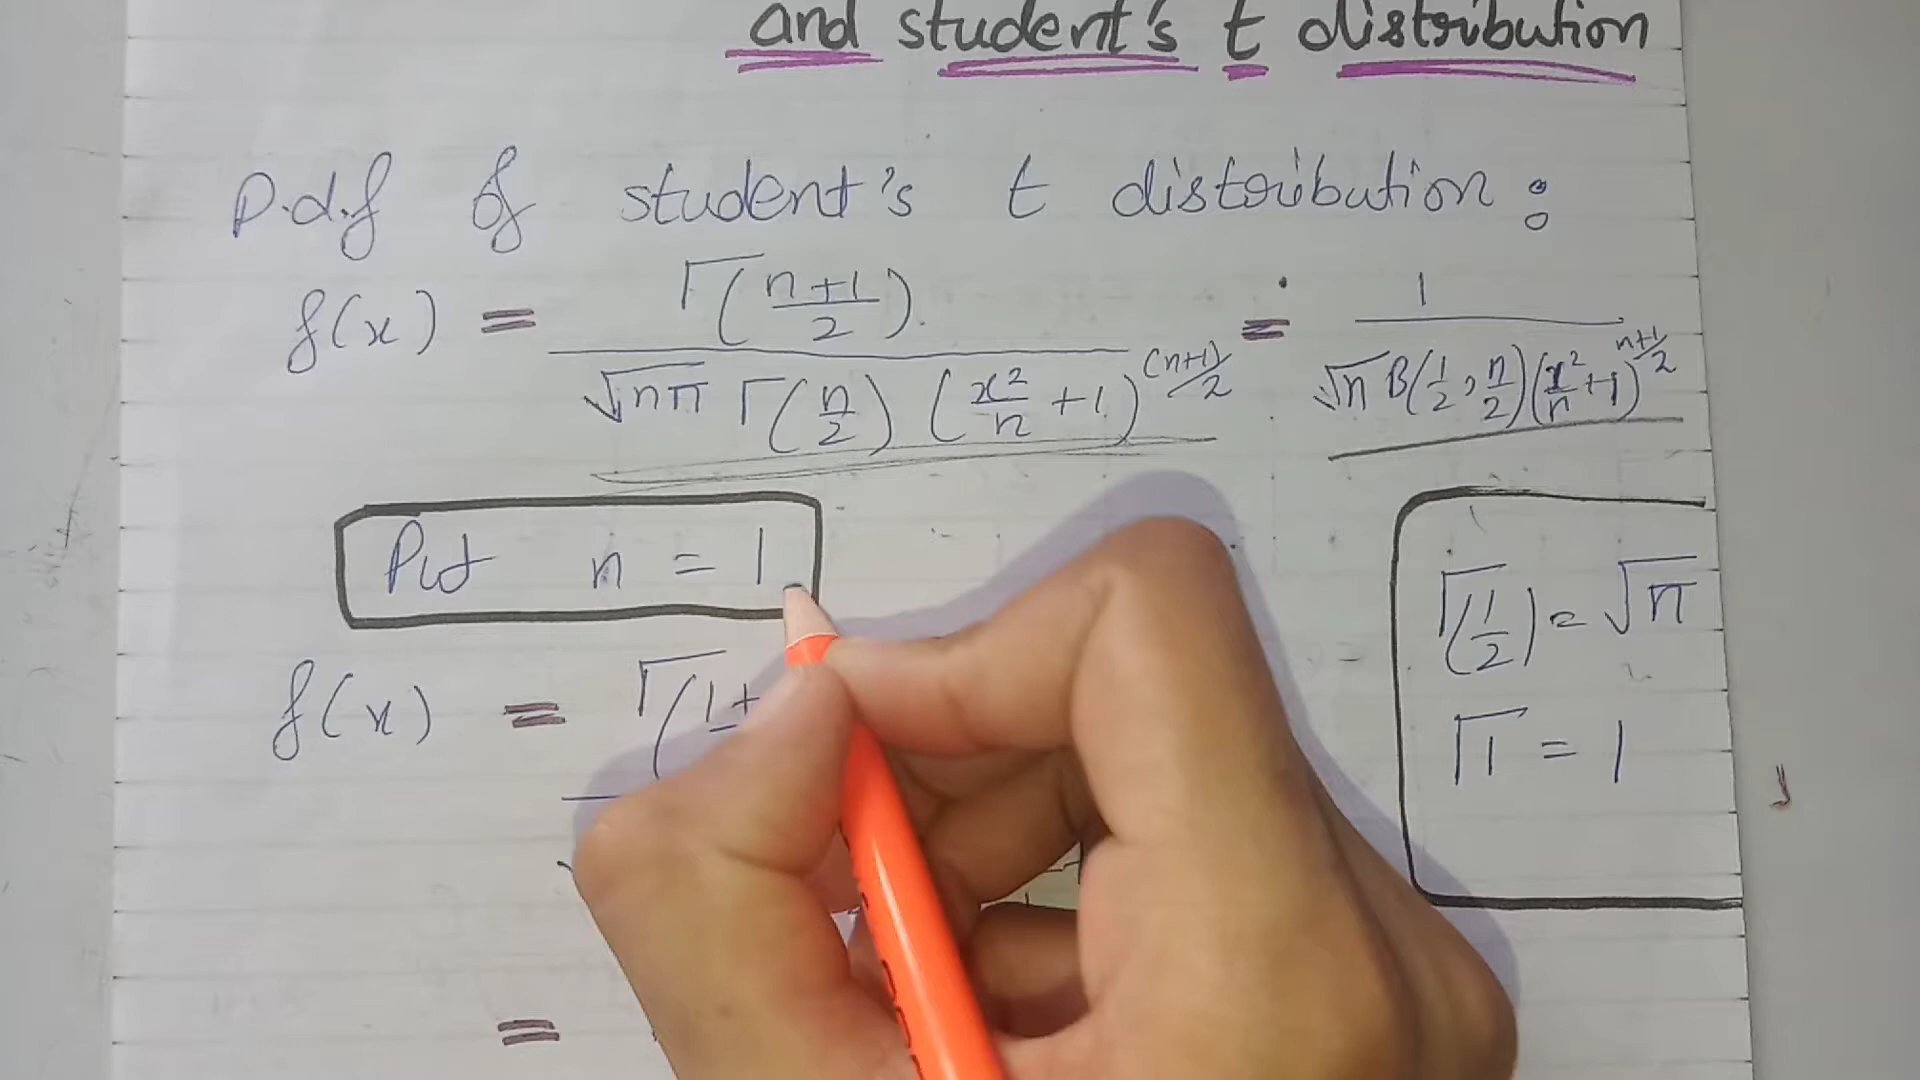 and student's t distribution
P.d.f of student's t distribution :
f(x) = Γ((n+1)/2) / (√(nπ) Γ(n/2) (x²/n + 1)^((n+1)/2)) = 1 / (√n B(1/2, n/2) (x²/n + 1)^((n+1)/2))
Put n = 1
f(x) = Γ(1+
=
Γ(1/2) = √π
Γ1 = 1